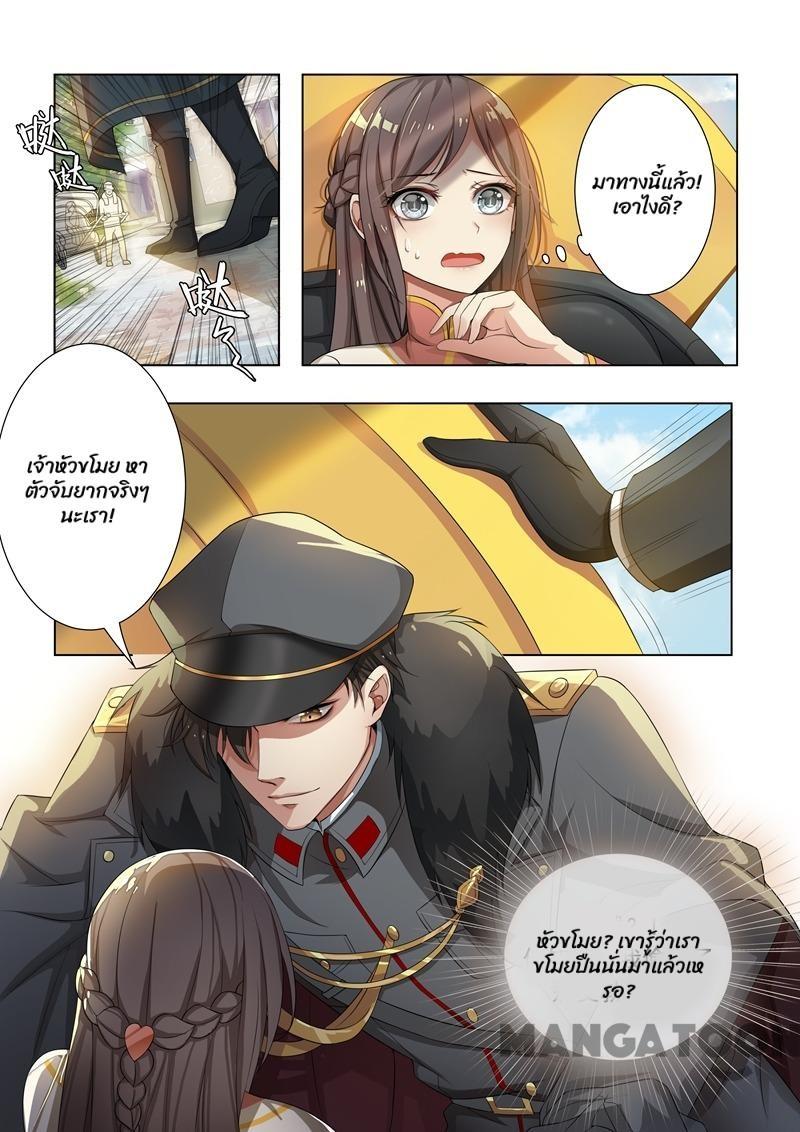 哒
哒
哒
มาทางนี้แล้ว!
เอาไงดี?
เจ้าหัวขโมย หา
ตัวจับยากจริงๆ
นะเรา!
หัวขโมย? เขารู้ว่าเรา
ขโมยปืนนั่นมาแล้วเห
รอ?
MANGATOON